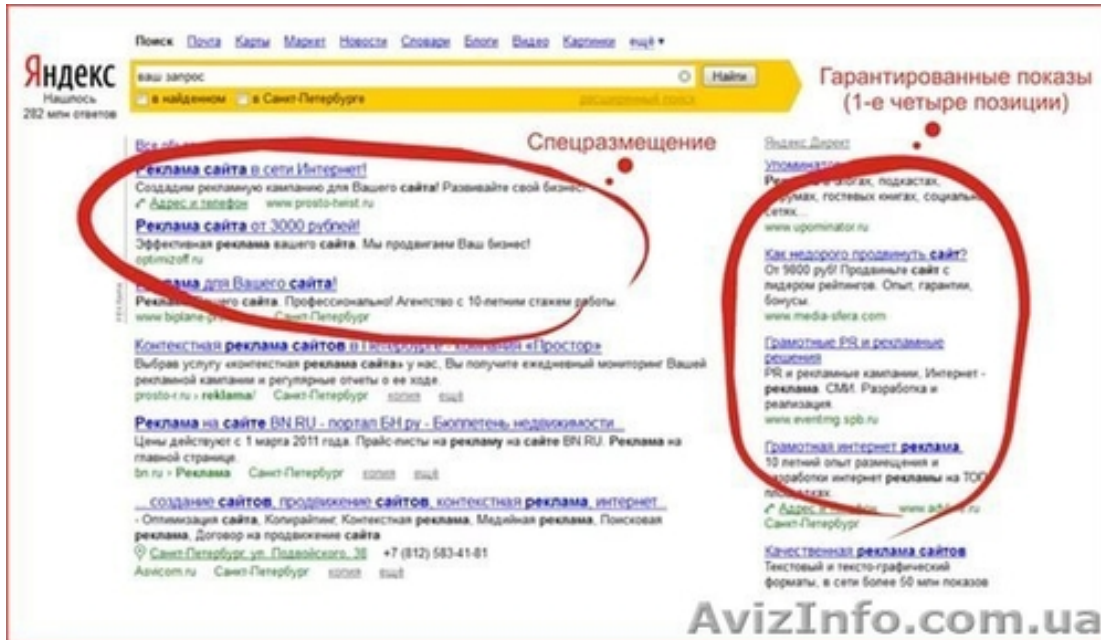 Поиск Почта Карты Маркет Новости Словари Блоги Видео Картинки ещё ▾
Яндекс
Нашлось
282 млн ответов
ваш запрос
Найти
в найденном в Санкт-Петербурге
расширенный поиск
Спецразмещение
Гарантированные показы
(1-е четыре позиции)
Все
Реклама сайта в сети Интернет!
Создадим рекламную кампанию для Вашего сайта! Развивайте свой бизнес!
Адрес и телефон www.prosto-twist.ru
Реклама сайта от 3000 рублей!
Эффективная реклама вашего сайта. Мы продвигаем Ваш бизнес!
optimizoff.ru
для Вашего сайта!
сайта. Профессионально! Агентство с 10-летним стажем работы.
Санкт-Петербург
Контекстная реклама сайтов в компания «Простор»
Выбрав услугу «контекстная реклама сайта» у нас, Вы получите ежедневный мониторинг Вашей
рекламной кампании и регулярные отчеты о ее ходе.
prosto-r.ru › reklama/ Санкт-Петербург копия ещё
Реклама на сайте BN.RU - портал БН.ру - Бюллетень недвижимости...
Цены действуют с 1 марта 2011 года. Прайс-листы на рекламу на сайте BN.RU. Реклама на
главной странице.
bn.ru › Реклама Санкт-Петербург копия ещё
... создание сайтов, продвижение сайтов, контекстная реклама, интернет...
- Оптимизация сайта, Копирайтинг, Контекстная реклама, Медийная реклама, Поисковая
реклама, Договор на продвижение сайта
Санкт-Петербург, ул. Подвойского, 38 +7 (812) 583-41-81
Asvicom.ru Санкт-Петербург копия ещё
Яндекс.Директ
блогах, подкастах,
гостевых книгах,
сетях...
www.upominator.ru
Как недорого продвинуть сайт?
От 9800 руб! Продвиньте сайт с
лидером рейтингов. Опыт, гарантии,
бонусы.
www.media-sfera.com
Грамотные PR и рекламные
решения
PR и рекламные кампании, Интернет -
реклама. СМИ. Разработка и
реализация.
www.eventing.spb.ru
Грамотная интернет реклама.
10 летний опыт размещения и
разработки интернет рекламы на ТОП
площадках.
Адрес и телефон
Санкт-Петербург
Качественная реклама сайтов
Текстовый и тексто-графический
форматы, в сети более 50 млн показов
AvizInfo.com.ua